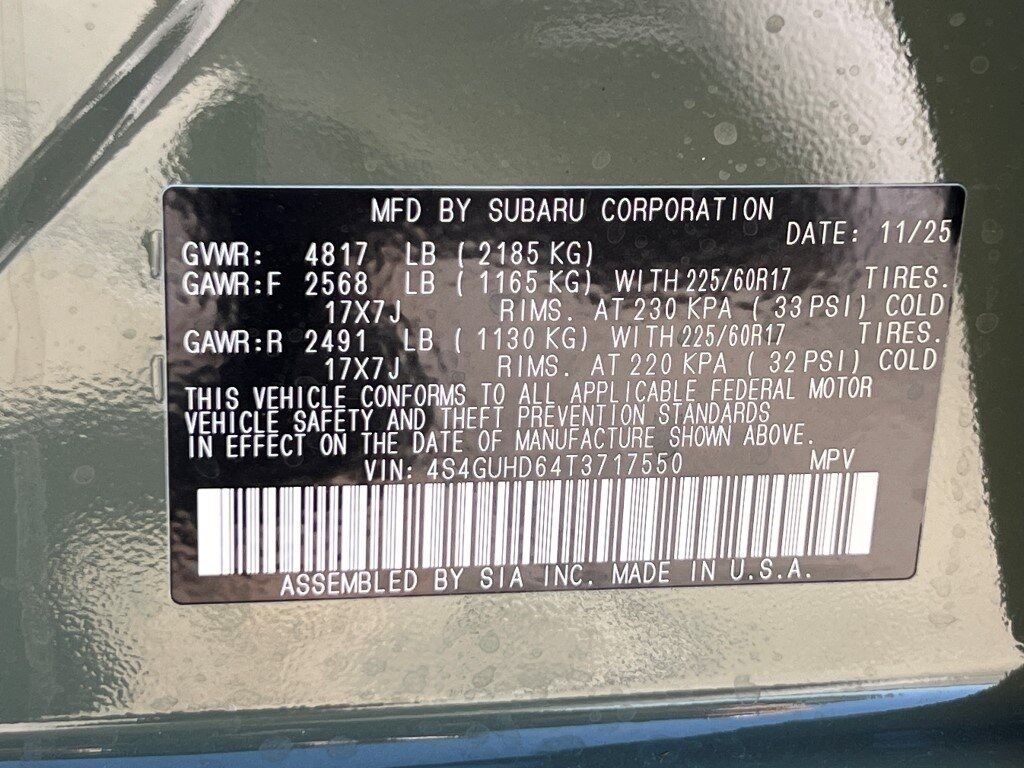 MFD BY SUBARU CORPORATION
DATE: 11/25
GVWR: 4817 LB ( 2185 KG)
GAWR:F 2568 LB ( 1165 KG) WITH 225/60R17 TIRES.
17X7J RIMS. AT 230 KPA ( 33 PSI) COLD
GAWR:R 2491 LB ( 1130 KG) WITH 225/60R17 TIRES.
17X7J RIMS. AT 220 KPA ( 32 PSI) COLD
THIS VEHICLE CONFORMS TO ALL APPLICABLE FEDERAL MOTOR
VEHICLE SAFETY AND THEFT PREVENTION STANDARDS
IN EFFECT ON THE DATE OF MANUFACTURE SHOWN ABOVE.
VIN: 4S4GUHD64T3717550 MPV
ASSEMBLED BY SIA INC. MADE IN U.S.A.